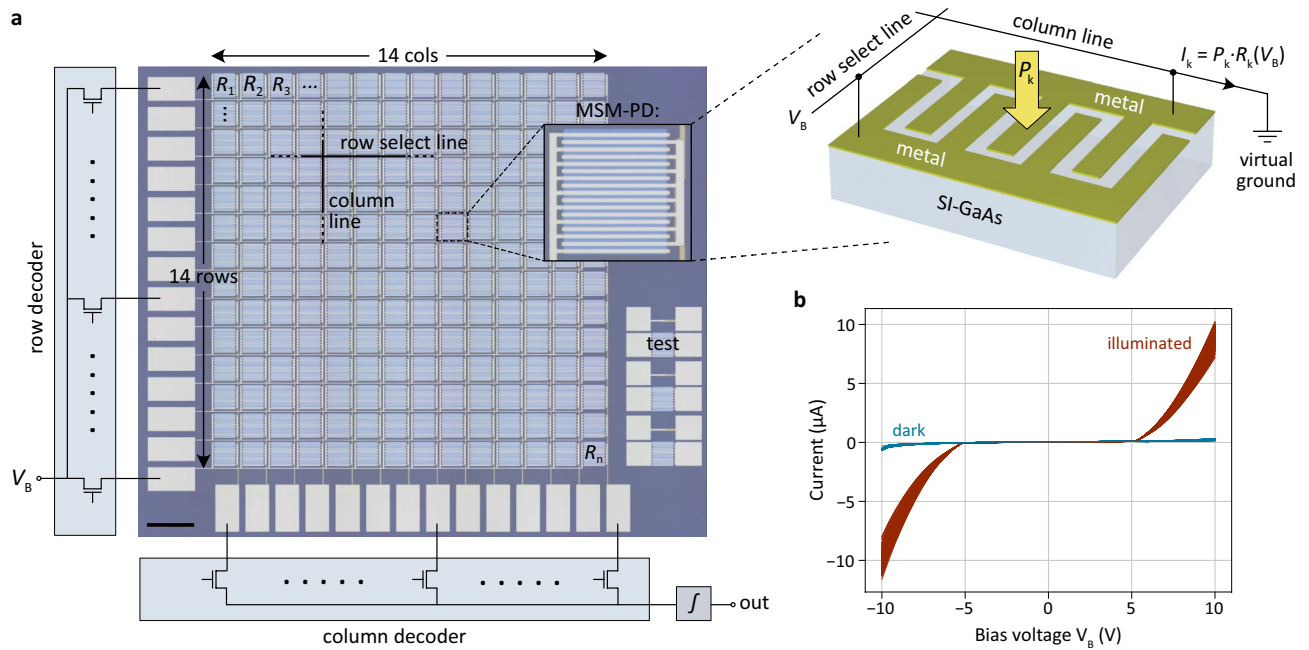 a
14 cols
R1 R2 R3 ...
row select line
column
line
14 rows
MSM-PD:
test
Rn
row decoder
VB
column decoder
∫
out
row select line
column line
VB
Pk
Ik = Pk·Rk(VB)
metal
metal
SI-GaAs
virtual
ground
b
illuminated
dark
Current (μA)
10
5
0
−5
−10
−10 −5 0 5 10
Bias voltage VB (V)